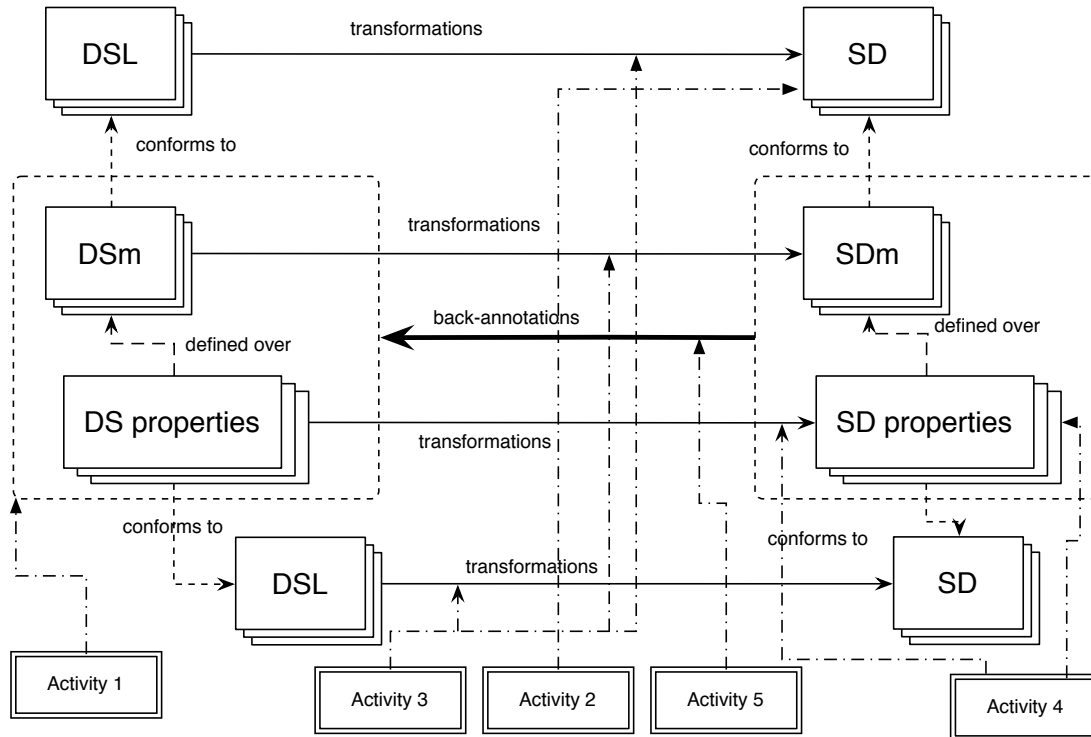 transformations
DSL
SD
conforms to
conforms to
transformations
DSm
SDm
back-annotations
defined over
defined over
DS properties
SD properties
transformations
conforms to
conforms to
transformations
DSL
SD
Activity 1
Activity 3
Activity 2
Activity 5
Activity 4